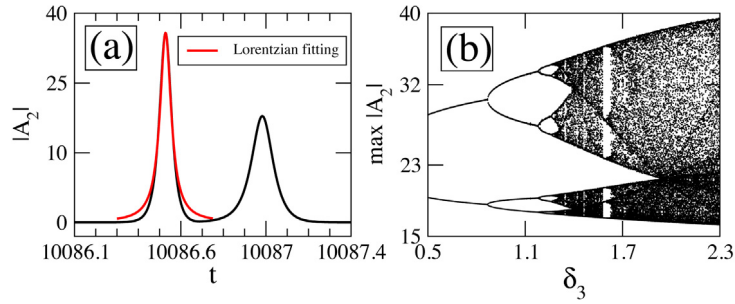 40
25
10
0
|A2|
(a)
Lorentzian fitting
10086.1
10086.6
10087
10087.4
t
40
32
23
15
max |A2|
(b)
0.5
1.1
1.7
2.3
δ3